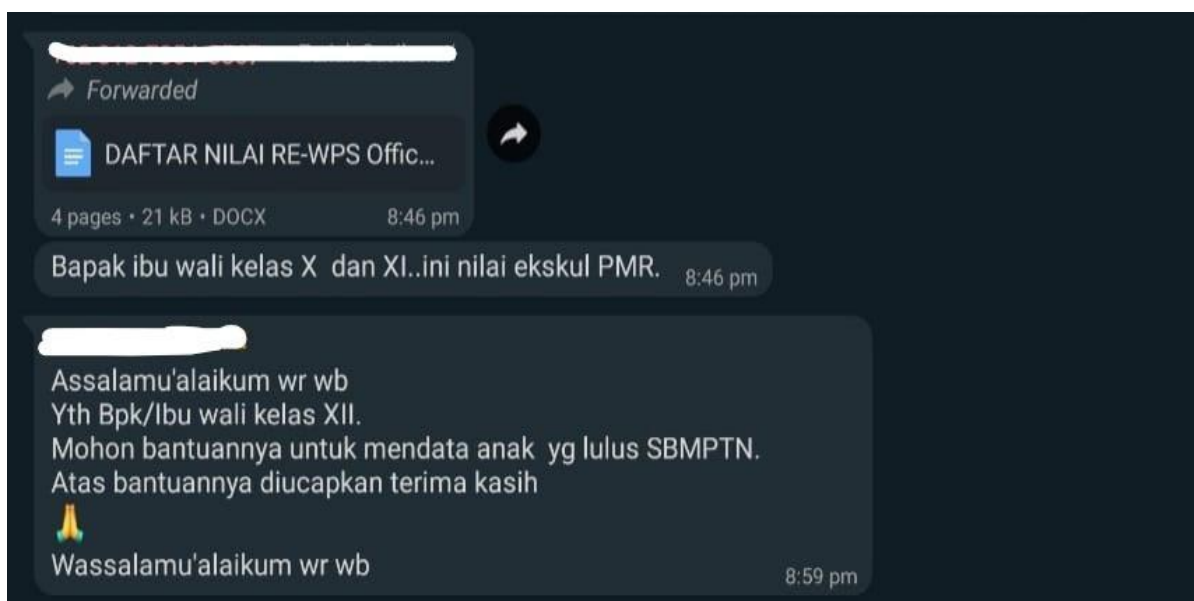 Forwarded
DAFTAR NILAI RE-WPS Offic...
4 pages • 21 kB • DOCX 8:46 pm
Bapak ibu wali kelas X dan XI..ini nilai ekskul PMR. 8:46 pm
Assalamu'alaikum wr wb
Yth Bpk/Ibu wali kelas XII.
Mohon bantuannya untuk mendata anak yg lulus SBMPTN.
Atas bantuannya diucapkan terima kasih
🙏
Wassalamu'alaikum wr wb 8:59 pm